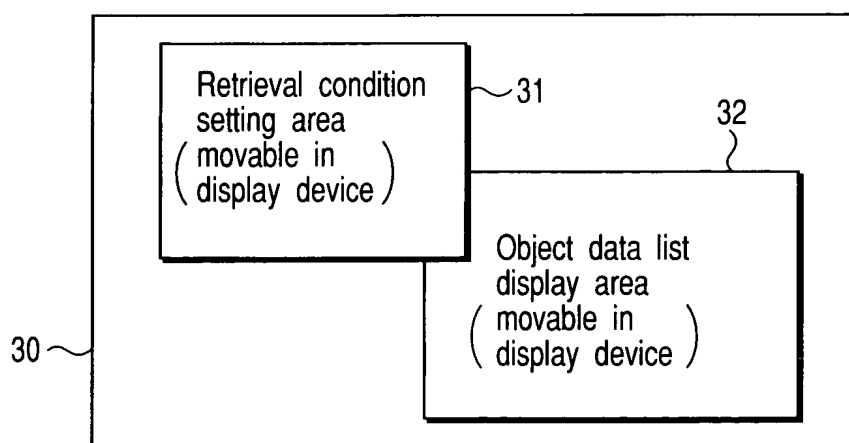 Retrieval condition
setting area
( movable in
display device )
31
32
Object data list
display area
( movable in
display device )
30